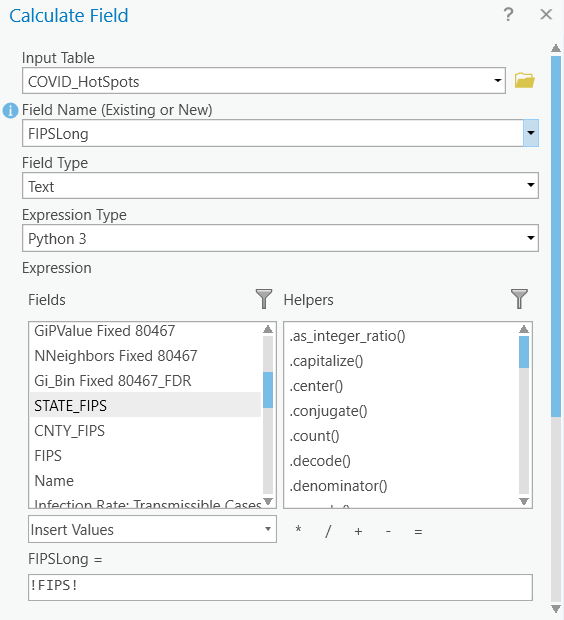 Calculate Field ? ×
Input Table
COVID_HotSpots
i Field Name (Existing or New)
FIPSLong
Field Type
Text
Expression Type
Python 3
Expression
Fields Helpers
GiPValue Fixed 80467 .as_integer_ratio()
NNeighbors Fixed 80467 .capitalize()
Gi_Bin Fixed 80467_FDR .center()
STATE_FIPS .conjugate()
CNTY_FIPS .count()
FIPS .decode()
Name .denominator()
Infection Rate: Transmissible Cases
Insert Values * / + - =
FIPSLong =
!FIPS!